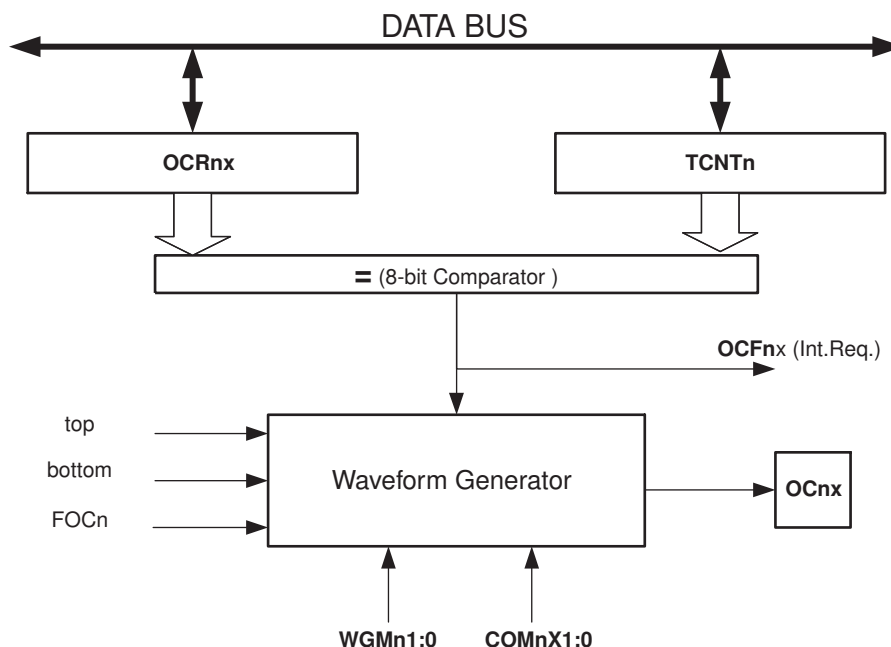 DATA BUS
OCRnx
TCNTn
= (8-bit Comparator )
OCFnx (Int.Req.)
top
bottom
FOCn
Waveform Generator
OCnx
WGMn1:0
COMnX1:0